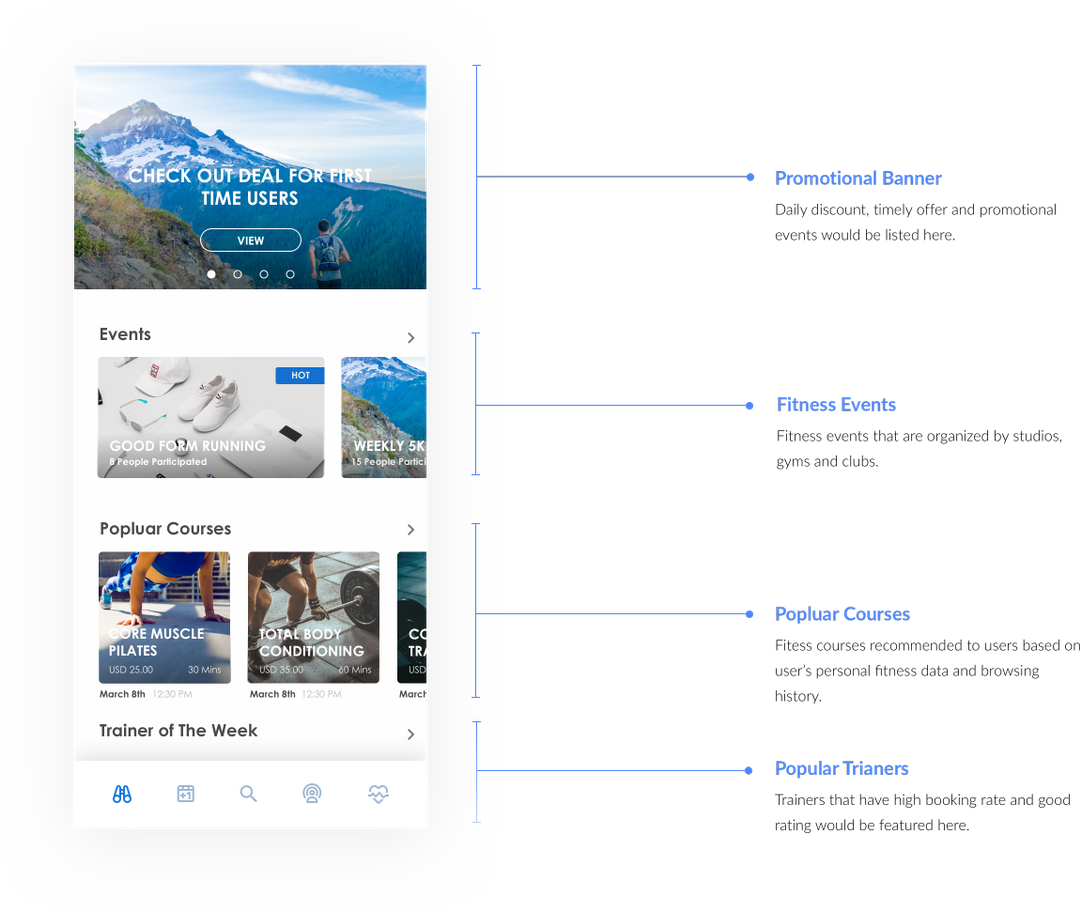 CHECK OUT DEAL FOR FIRST
TIME USERS
VIEW
Events
HOT
GOOD FORM RUNNING
8 People Participated
WEEKLY 5K
15 People Partici
Popluar Courses
CORE MUSCLE
PILATES
USD 25.00 30 Mins
March 8th 12:30 PM
TOTAL BODY
CONDITIONING
USD 35.00 60 Mins
March 8th 12:30 PM
CO
TRA
USD
March
Trainer of The Week
+1
Promotional Banner
Daily discount, timely offer and promotional
events would be listed here.
Fitness Events
Fitness events that are organized by studios,
gyms and clubs.
Popluar Courses
Fitess courses recommended to users based on
user's personal fitness data and browsing
history.
Popular Trianers
Trainers that have high booking rate and good
rating would be featured here.